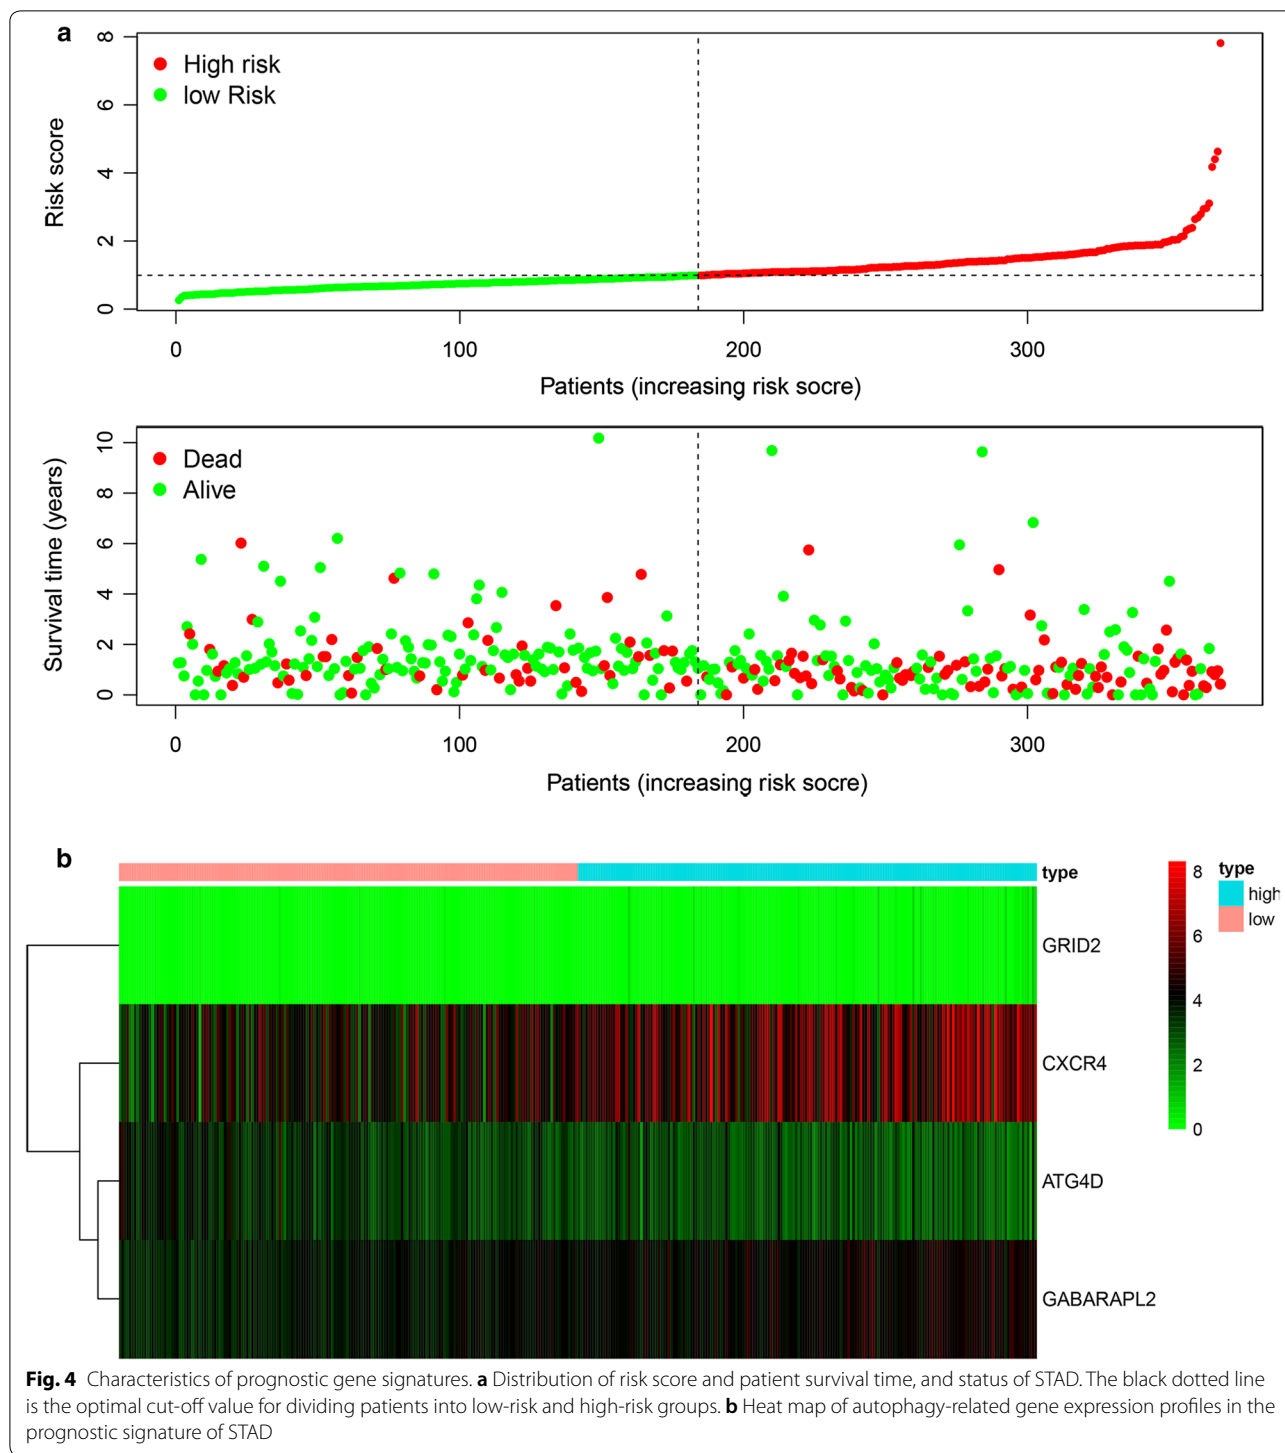 a
8
6
4
2
0
Risk score
High risk
low Risk
0 100 200 300
Patients (increasing risk socre)
10
8
6
4
2
0
Survival time (years)
Dead
Alive
0 100 200 300
Patients (increasing risk socre)
b
type
GRID2
CXCR4
ATG4D
GABARAPL2
8
6
4
2
0
type
high
low
Fig. 4 Characteristics of prognostic gene signatures. a Distribution of risk score and patient survival time, and status of STAD. The black dotted line
is the optimal cut-off value for dividing patients into low-risk and high-risk groups. b Heat map of autophagy-related gene expression profiles in the
prognostic signature of STAD